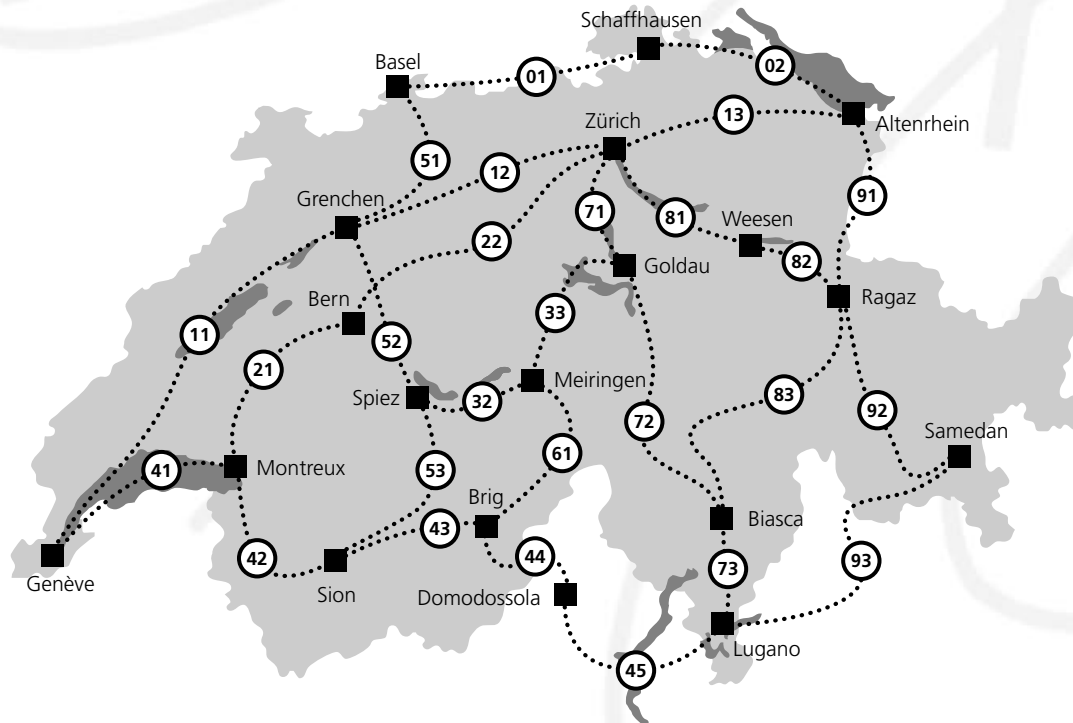 Schaffhausen
Basel
01
02
Zürich
13
Altenrhein
51
12
91
Grenchen
71
81
Weesen
22
82
Goldau
Ragaz
Bern
33
11
52
21
Meiringen
83
Spiez
32
92
72
Samedan
61
41
Montreux
53
Brig
43
Biasca
42
44
73
93
Genève
Sion
Domodossola
Lugano
45